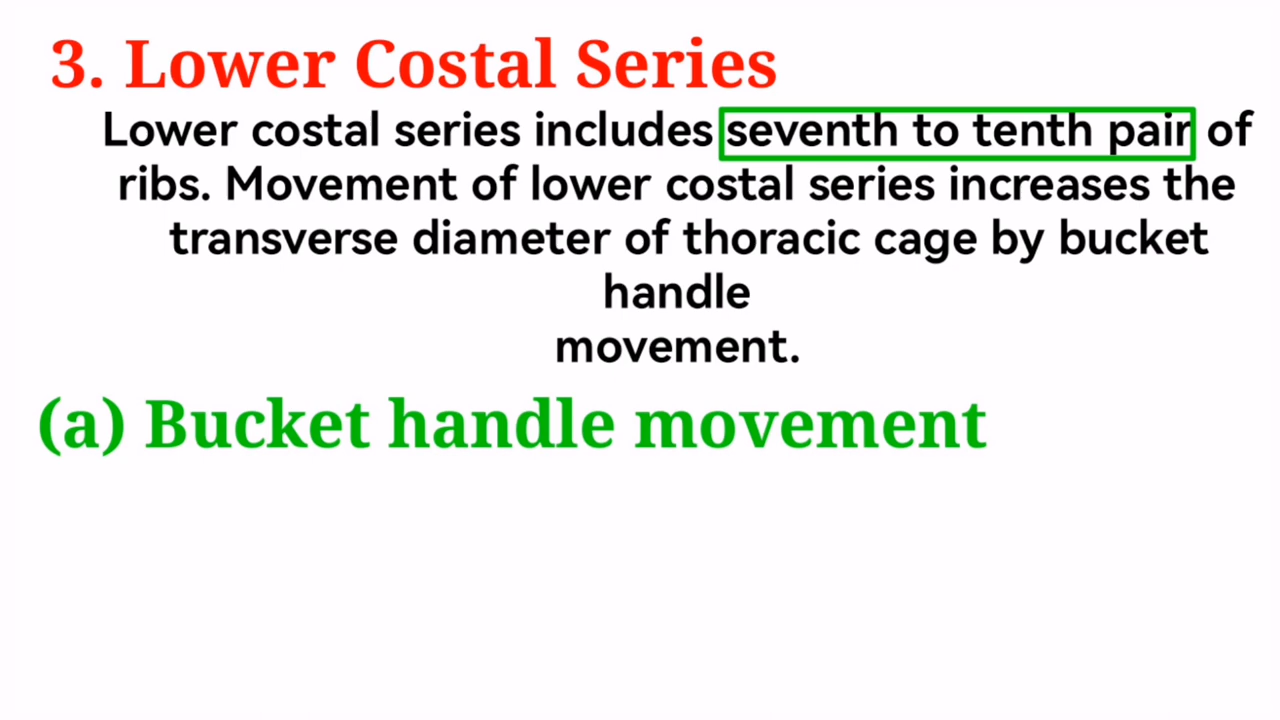 3. Lower Costal Series
Lower costal series includes seventh to tenth pair of
ribs. Movement of lower costal series increases the
transverse diameter of thoracic cage by bucket
handle
movement.
(a) Bucket handle movement